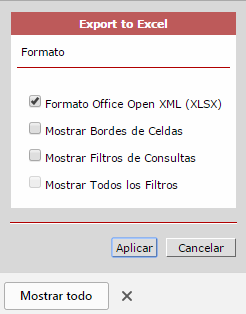 Export to Excel
Formato
Formato Office Open XML (XLSX)
Mostrar Bordes de Celdas
Mostrar Filtros de Consultas
Mostrar Todos los Filtros
Aplicar Cancelar
Mostrar todo